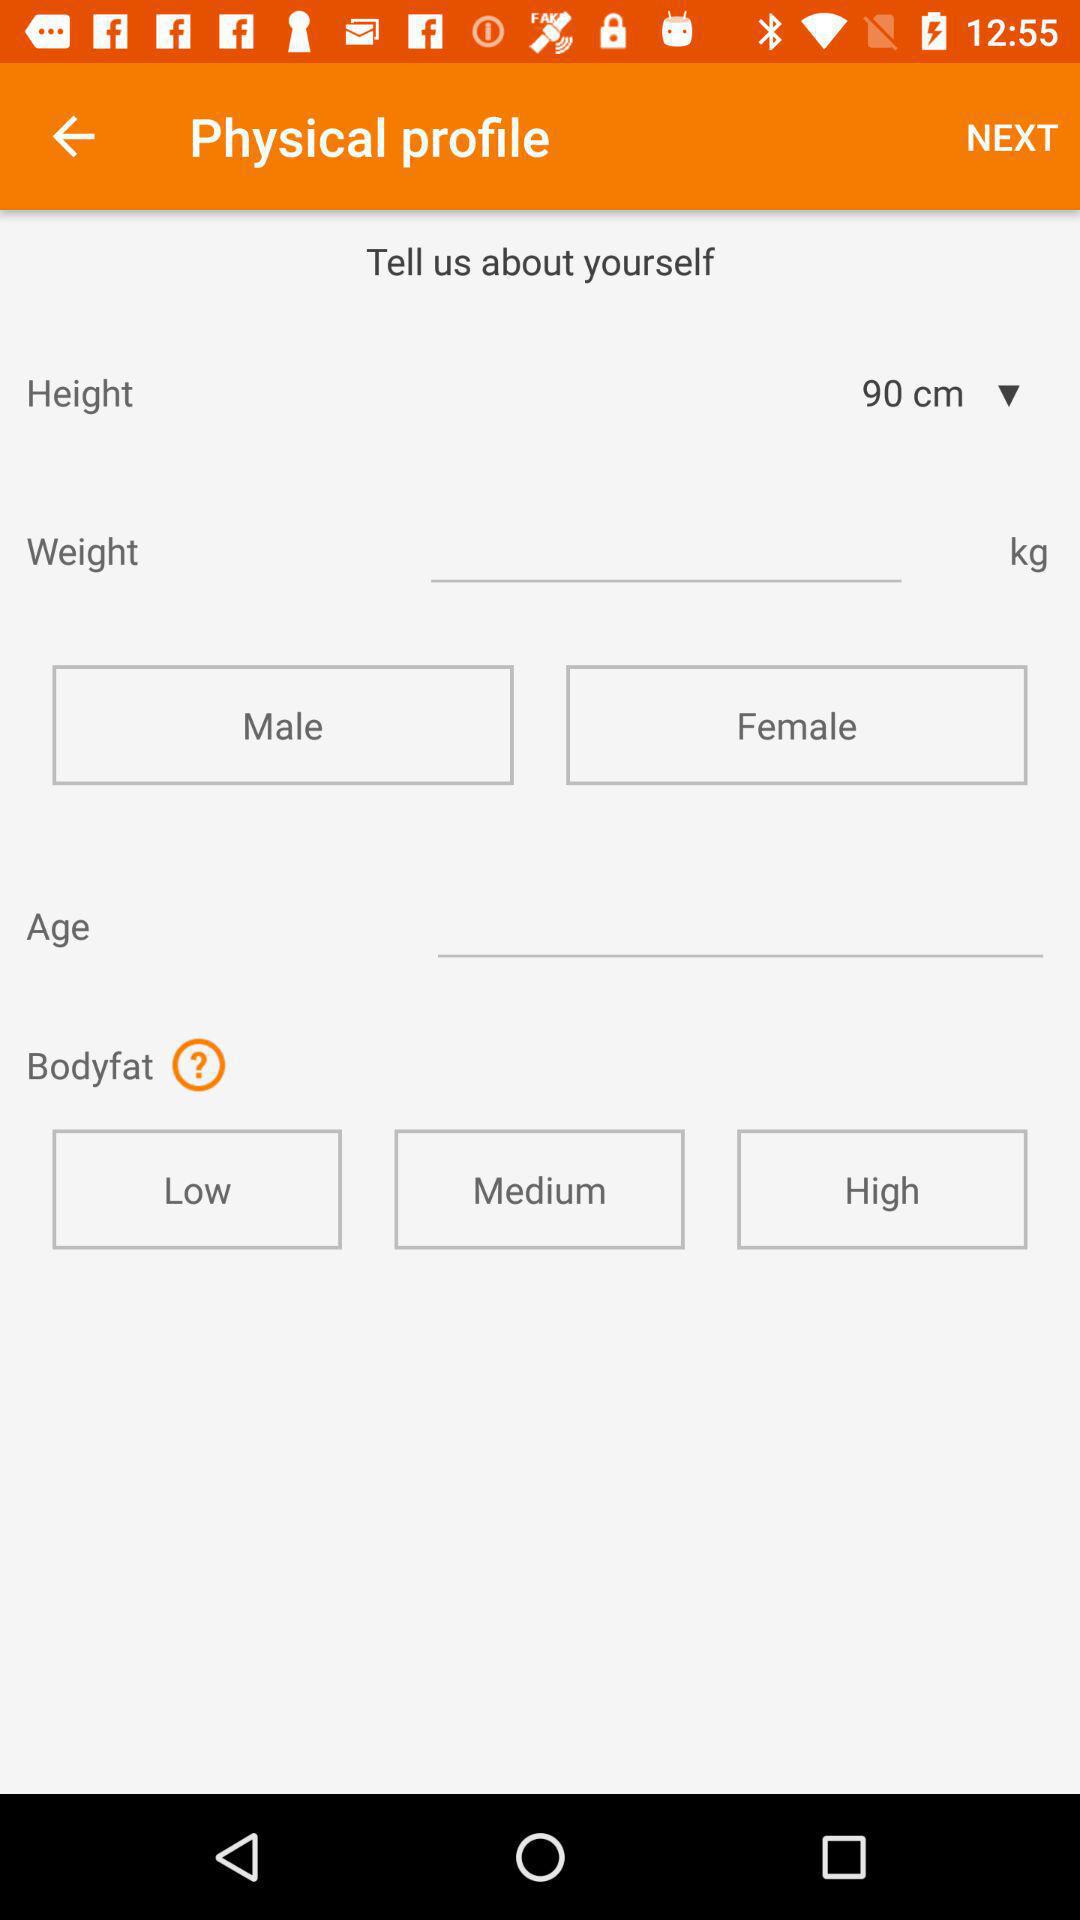 FAKE
12:55
Physical profile
NEXT
Tell us about yourself
Height
90 cm ▼
Weight
kg
Male
Female
Age
Bodyfat ?
Low
Medium
High